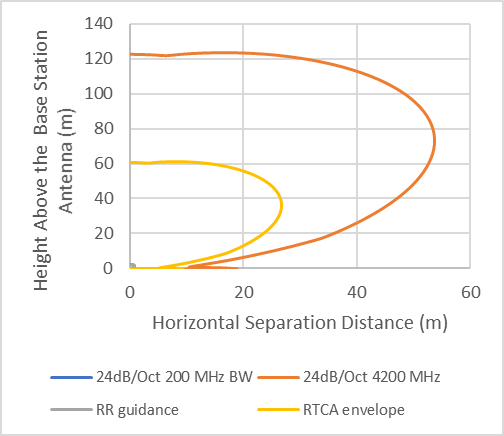 Height Above the Base Station
Antenna (m)
140
120
100
80
60
40
20
0
0 20 40 60
Horizontal Separation Distance (m)
24dB/Oct 200 MHz BW 24dB/Oct 4200 MHz
RR guidance RTCA envelope